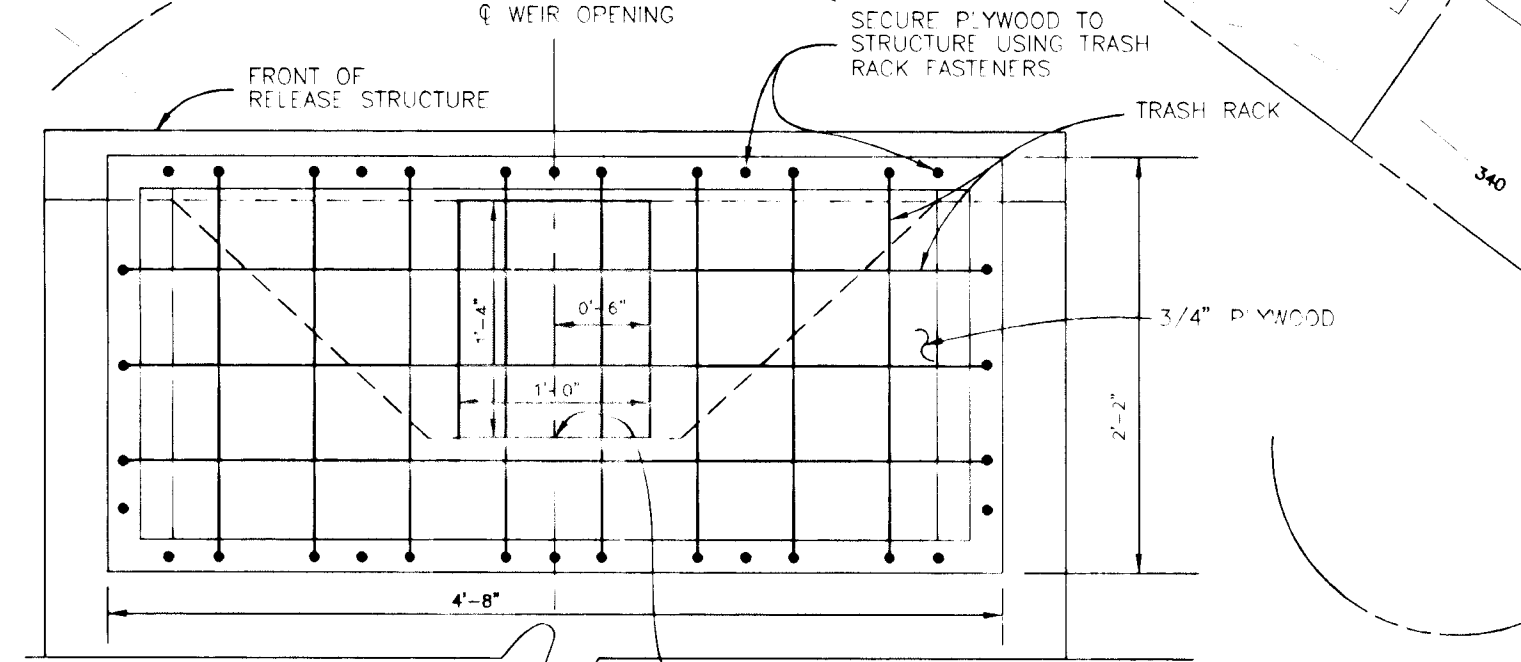 ℄ WEIR OPENING
SECURE PLYWOOD TO
STRUCTURE USING TRASH
RACK FASTENERS
FRONT OF
RELEASE STRUCTURE
TRASH RACK
340
1'-4"
0'-6"
3/4" PLYWOOD
1'-0"
2'-2"
4'-8"